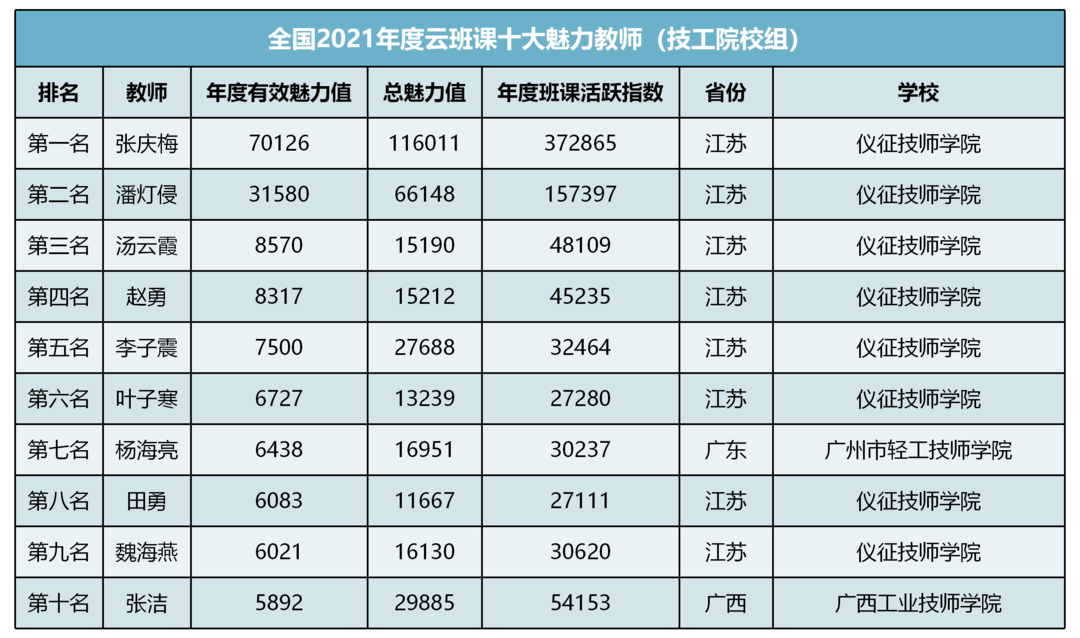 全国2021年度云班课十大魅力教师（技工院校组）
排名 教师 年度有效魅力值 总魅力值 年度班课活跃指数 省份 学校
第一名 张庆梅 70126 116011 372865 江苏 仪征技师学院
第二名 潘灯侵 31580 66148 157397 江苏 仪征技师学院
第三名 汤云霞 8570 15190 48109 江苏 仪征技师学院
第四名 赵勇 8317 15212 45235 江苏 仪征技师学院
第五名 李子震 7500 27688 32464 江苏 仪征技师学院
第六名 叶子寒 6727 13239 27280 江苏 仪征技师学院
第七名 杨海亮 6438 16951 30237 广东 广州市轻工技师学院
第八名 田勇 6083 11667 27111 江苏 仪征技师学院
第九名 魏海燕 6021 16130 30620 江苏 仪征技师学院
第十名 张洁 5892 29885 54153 广西 广西工业技师学院